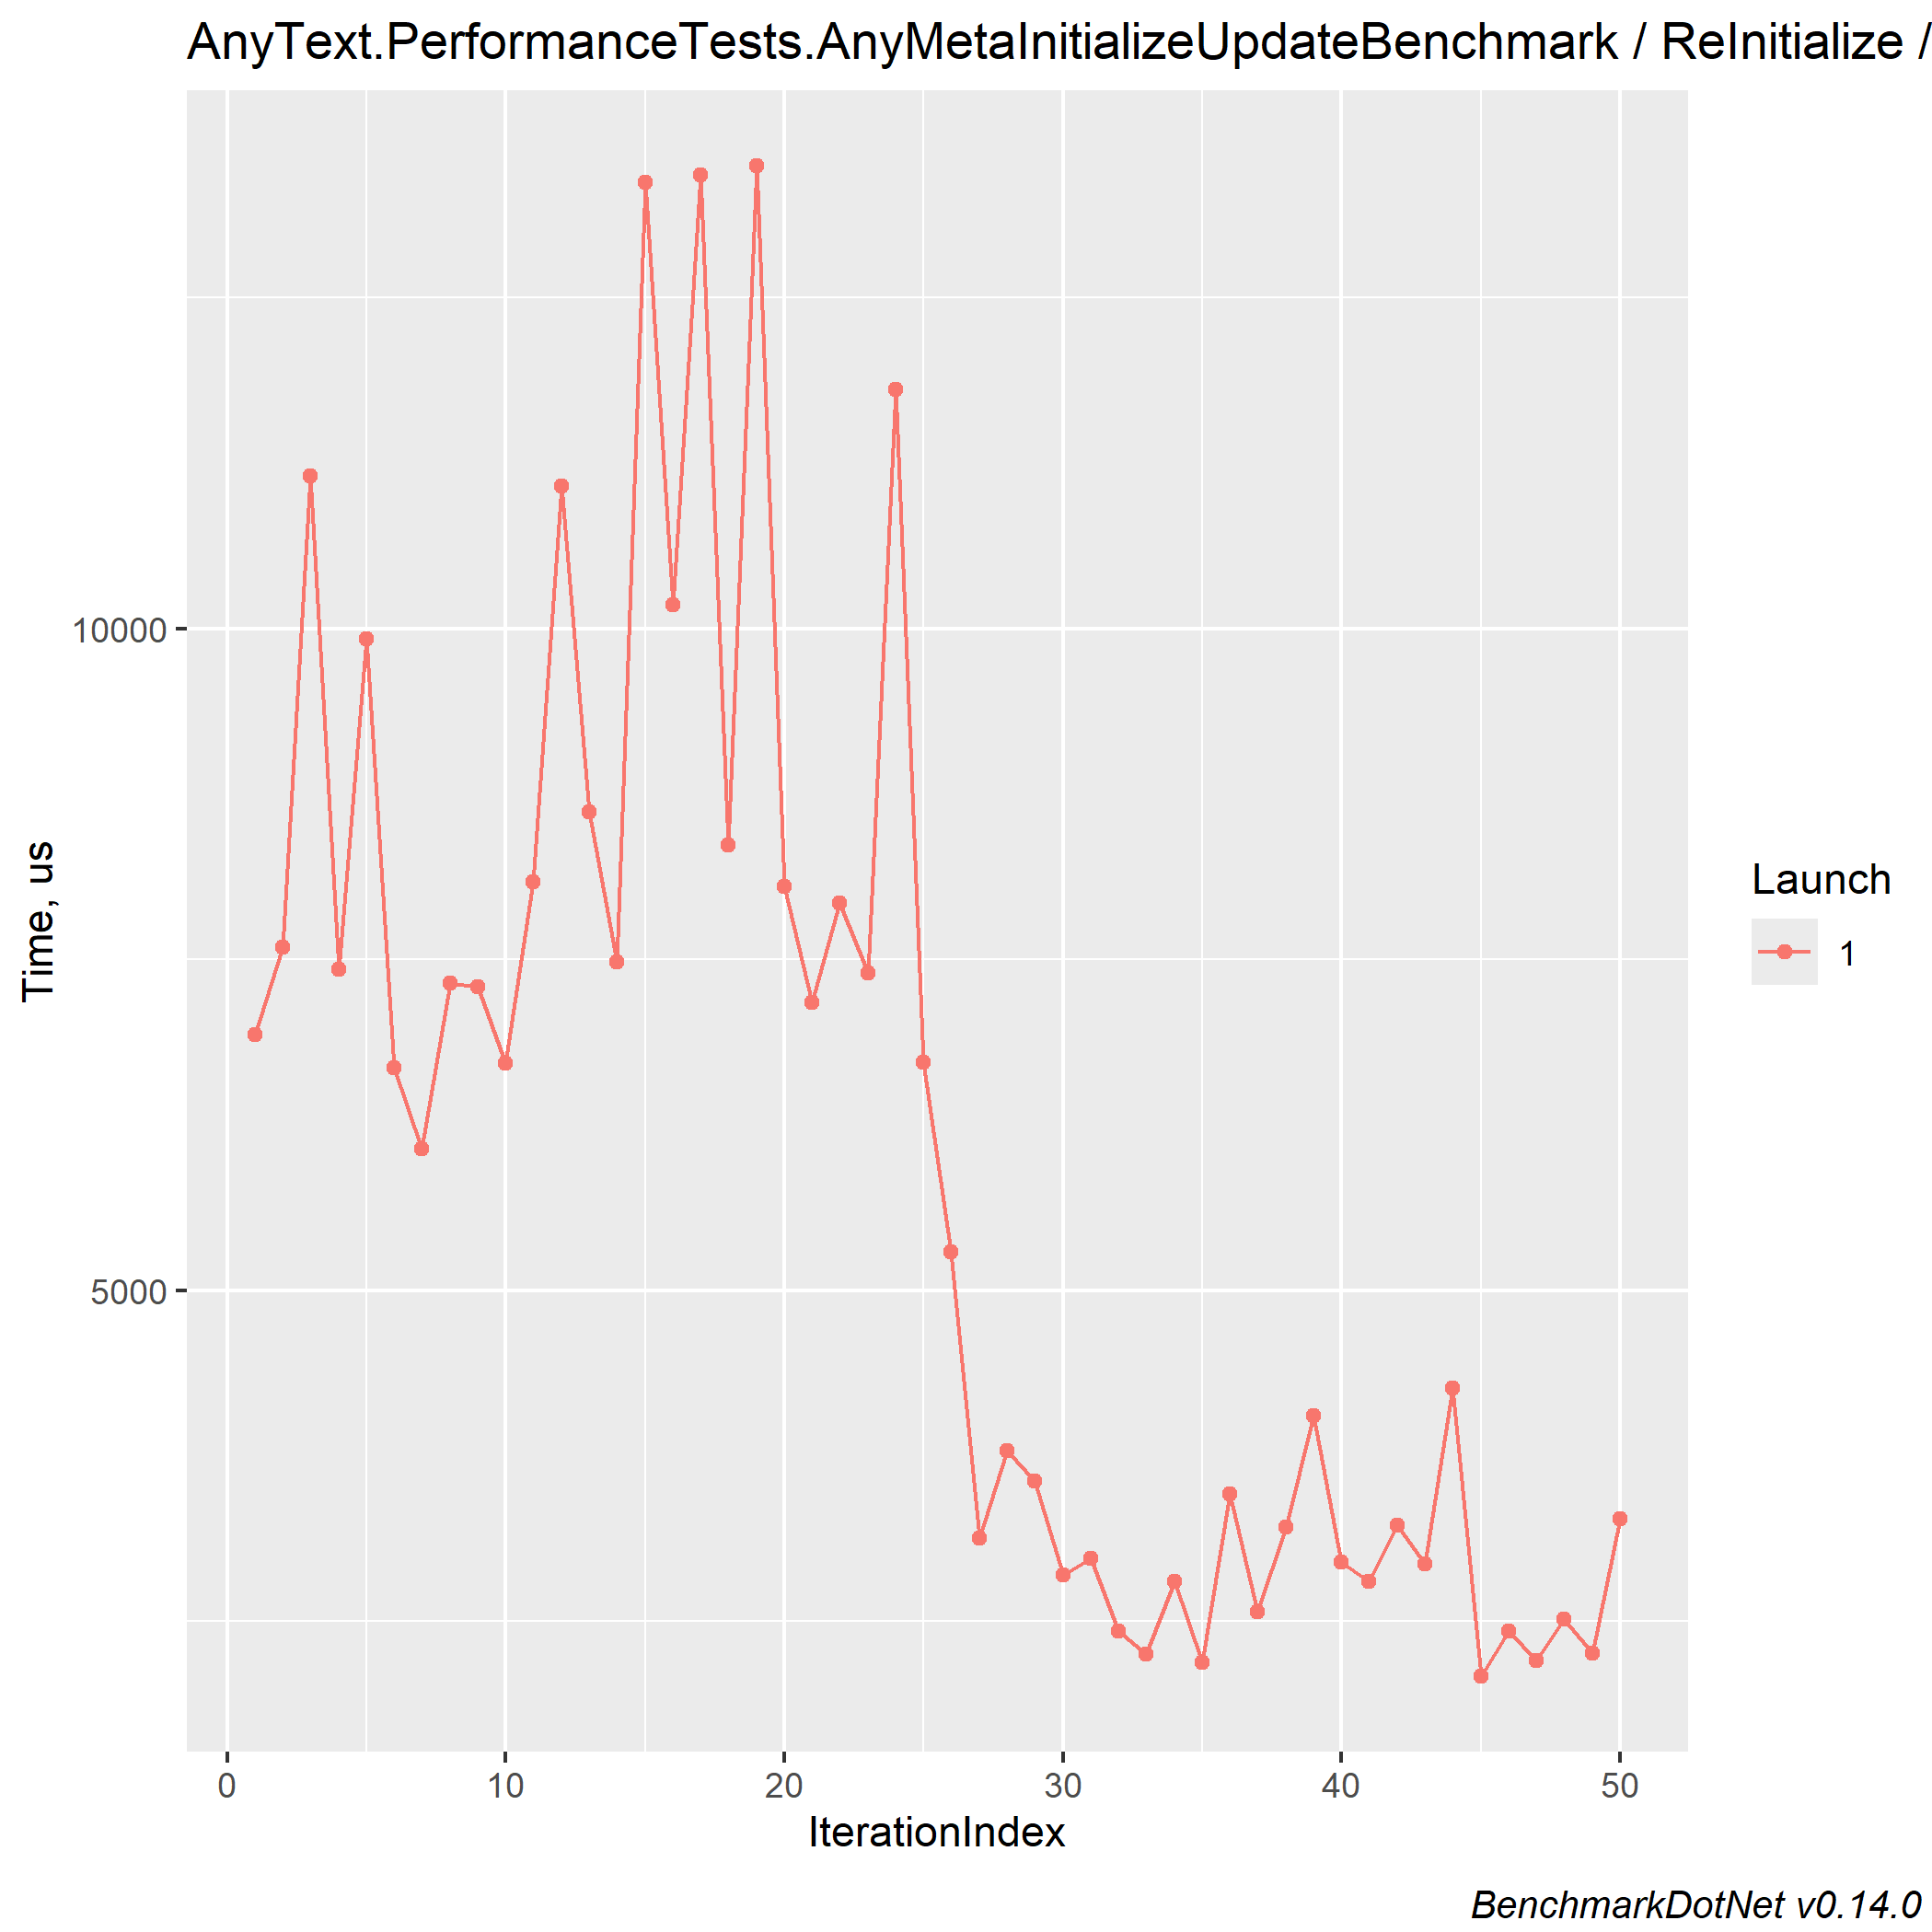 AnyText.PerformanceTests.AnyMetaInitializeUpdateBenchmark / ReInitialize /
10000
5000
Time, us
0 10 20 30 40 50
IterationIndex
Launch
1
BenchmarkDotNet v0.14.0